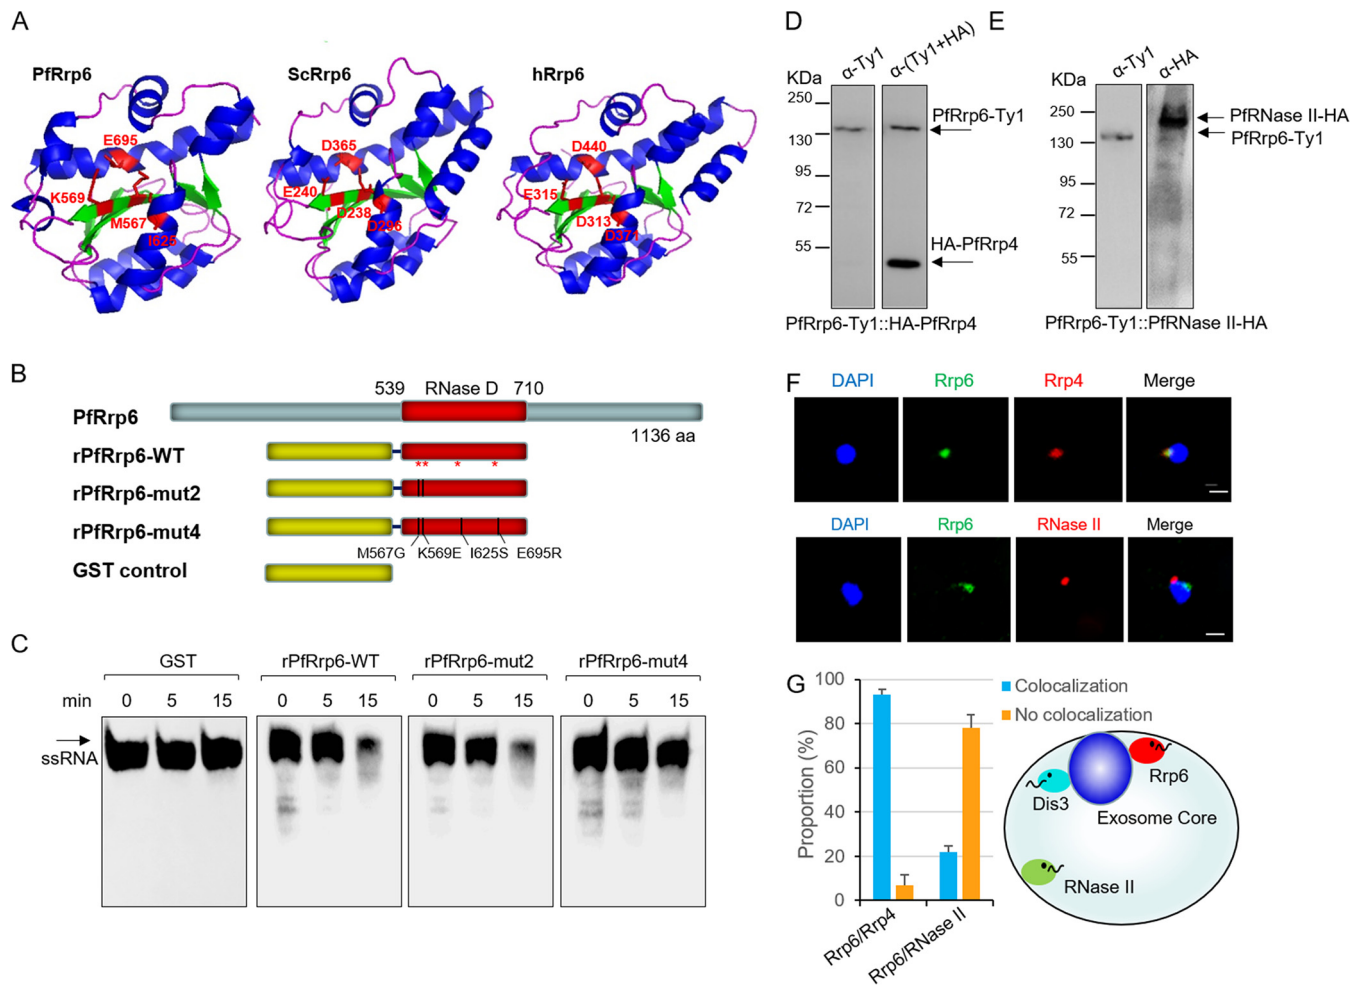 A
PfRrp6
ScRrp6
hRrp6
E695
K569
M567
I625
D365
E240
D238
D296
D440
E315
D313
D371
B
539 RNase D 710
PfRrp6
1136 aa
rPfRrp6-WT
** * *
rPfRrp6-mut2
rPfRrp6-mut4
M567G K569E I625S E695R
GST control
C
GST rPfRrp6-WT rPfRrp6-mut2 rPfRrp6-mut4
min 0 5 15 0 5 15 0 5 15 0 5 15
ssRNA
D
α-Ty1
α-(Ty1+HA)
KDa
250
130
95
72
55
PfRrp6-Ty1
HA-PfRrp4
PfRrp6-Ty1::HA-PfRrp4
E
α-Ty1
α-HA
KDa
250
130
95
72
55
PfRNase II-HA
PfRrp6-Ty1
PfRrp6-Ty1::PfRNase II-HA
F
DAPI Rrp6 Rrp4 Merge
DAPI Rrp6 RNase II Merge
G
Proportion (%)
100
80
60
40
20
0
Rrp6/Rrp4
Rrp6/RNase II
Colocalization
No colocalization
Rrp6
Dis3
Exosome Core
RNase II